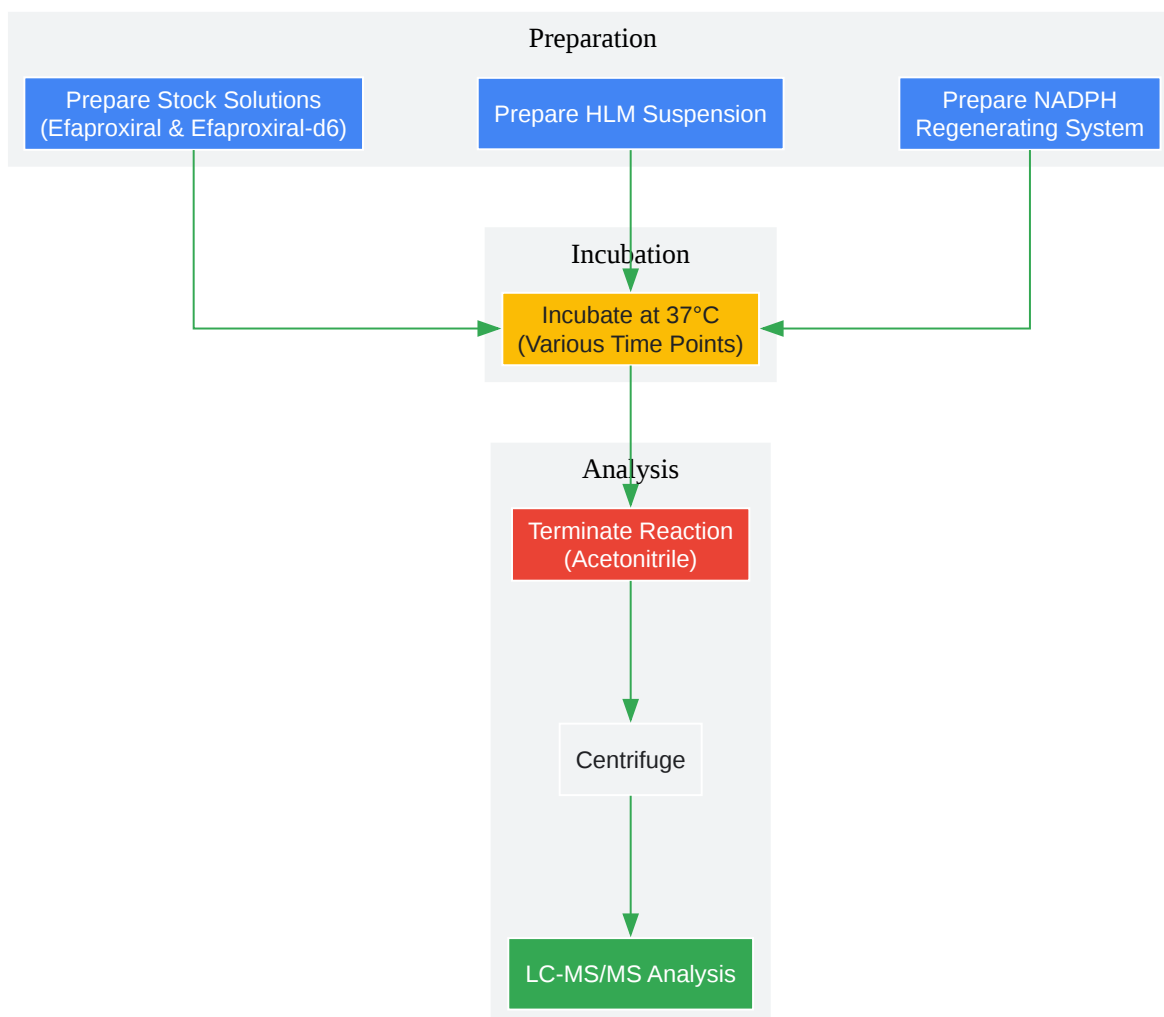 Preparation
Prepare Stock Solutions
(Efaproxiral & Efaproxiral-d6)
Prepare HLM Suspension
Prepare NADPH
Regenerating System
Incubation
Incubate at 37°C
(Various Time Points)
Analysis
Terminate Reaction
(Acetonitrile)
Centrifuge
LC-MS/MS Analysis